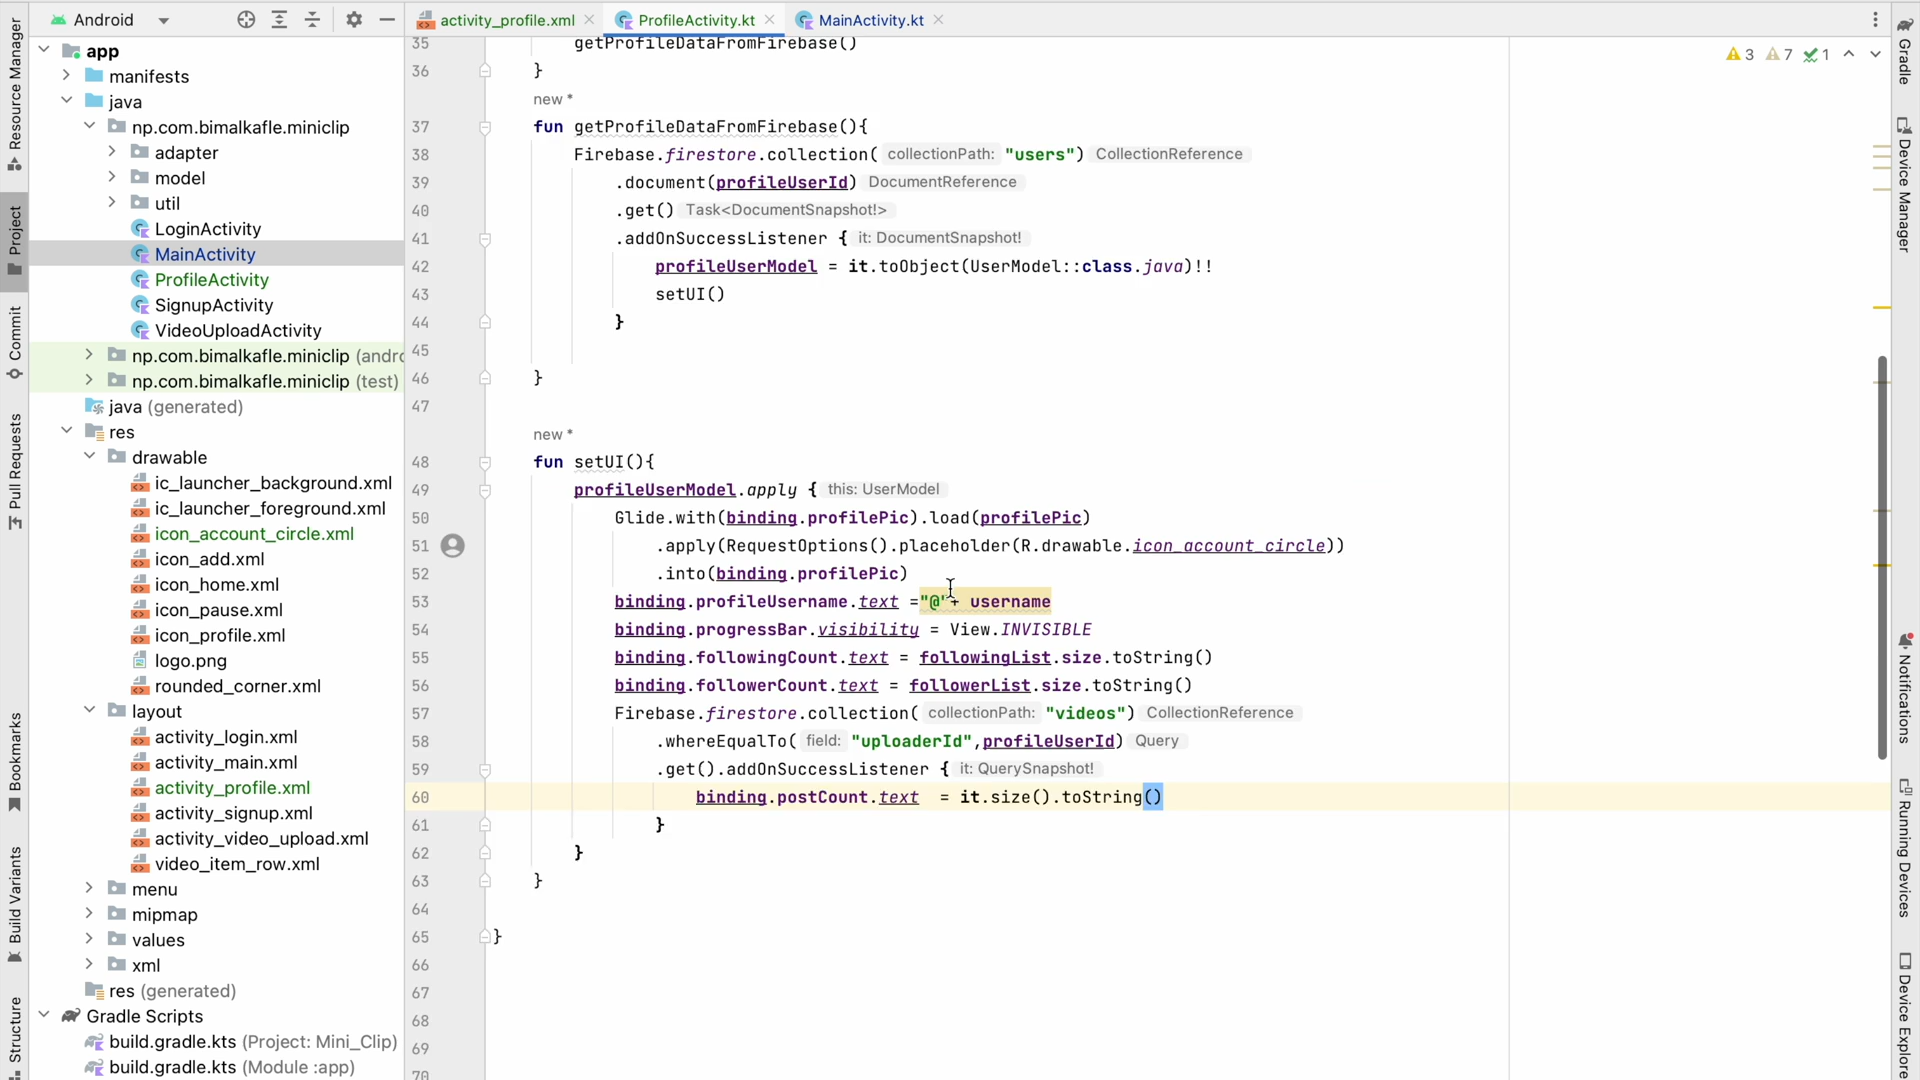 Android
activity_profile.xml
ProfileActivity.kt
MainActivity.kt
Resource Manager
Project
Commit
Pull Requests
Bookmarks
Build Variants
Structure
app
manifests
java
np.com.bimalkafle.miniclip
adapter
model
util
LoginActivity
MainActivity
ProfileActivity
SignupActivity
VideoUploadActivity
np.com.bimalkafle.miniclip (andro
np.com.bimalkafle.miniclip (test)
java (generated)
res
drawable
ic_launcher_background.xml
ic_launcher_foreground.xml
icon_account_circle.xml
icon_add.xml
icon_home.xml
icon_pause.xml
icon_profile.xml
logo.png
rounded_corner.xml
layout
activity_login.xml
activity_main.xml
activity_profile.xml
activity_signup.xml
activity_video_upload.xml
video_item_row.xml
menu
mipmap
values
xml
res (generated)
Gradle Scripts
build.gradle.kts (Project: Mini_Clip)
build.gradle.kts (Module :app)
3 7 1
35 getProfileDataFromFirebase()
36 }
new *
37 fun getProfileDataFromFirebase(){
38 Firebase.firestore.collection( collectionPath: "users") CollectionReference
39 .document(profileUserId) DocumentReference
40 .get() Task<DocumentSnapshot!>
41 .addOnSuccessListener { it: DocumentSnapshot!
42 profileUserModel = it.toObject(UserModel::class.java)!!
43 setUI()
44 }
45
46 }
47
new *
48 fun setUI(){
49 profileUserModel.apply { this: UserModel
50 Glide.with(binding.profilePic).load(profilePic)
51 .apply(RequestOptions().placeholder(R.drawable.icon_account_circle))
52 .into(binding.profilePic)
53 binding.profileUsername.text ="@"+ username
54 binding.progressBar.visibility = View.INVISIBLE
55 binding.followingCount.text = followingList.size.toString()
56 binding.followerCount.text = followerList.size.toString()
57 Firebase.firestore.collection( collectionPath: "videos") CollectionReference
58 .whereEqualTo( field: "uploaderId",profileUserId) Query
59 .get().addOnSuccessListener { it: QuerySnapshot!
60 binding.postCount.text = it.size().toString()
61 }
62 }
63 }
64
65 }
66
67
68
69
70
Gradle
Device Manager
Notifications
Running Devices
Device Explore